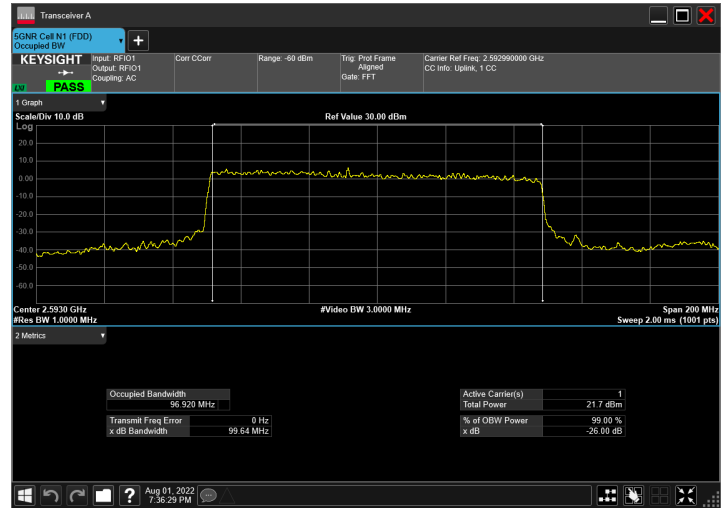 Transceiver A
5GNR Cell N1 (FDD)
Occupied BW
KEYSIGHT
LXI
PASS
Input: RFIO1
Output: RFIO1
Coupling: AC
Corr CCorr
Range: -60 dBm
Trig: Prot Frame
Aligned
Gate: FFT
Carrier Ref Freq: 2.592990000 GHz
CC Info: Uplink, 1 CC
1 Graph
Scale/Div 10.0 dB
Ref Value 30.00 dBm
Log
20.0
10.0
0.00
-10.0
-20.0
-30.0
-40.0
-50.0
-60.0
Center 2.5930 GHz
#Video BW 3.0000 MHz
Span 200 MHz
#Res BW 1.0000 MHz
Sweep 2.00 ms (1001 pts)
2 Metrics
Occupied Bandwidth
96.920 MHz
Transmit Freq Error 0 Hz
x dB Bandwidth 99.64 MHz
Active Carrier(s) 1
Total Power 21.7 dBm
% of OBW Power 99.00 %
x dB -26.00 dB
?
Aug 01, 2022
7:36:29 PM